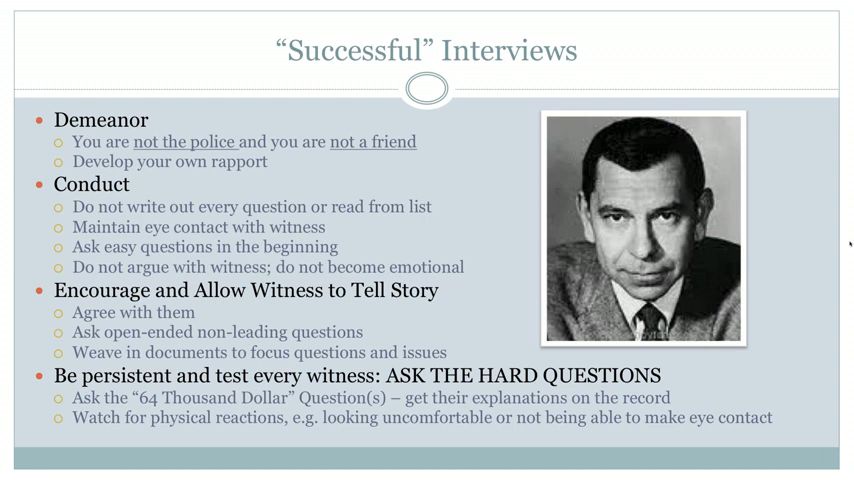 “Successful” Interviews
Demeanor
You are not the police and you are not a friend
Develop your own rapport
Conduct
Do not write out every question or read from list
Maintain eye contact with witness
Ask easy questions in the beginning
Do not argue with witness; do not become emotional
Encourage and Allow Witness to Tell Story
Agree with them
Ask open-ended non-leading questions
Weave in documents to focus questions and issues
Be persistent and test every witness: ASK THE HARD QUESTIONS
Ask the “64 Thousand Dollar” Question(s) – get their explanations on the record
Watch for physical reactions, e.g. looking uncomfortable or not being able to make eye contact